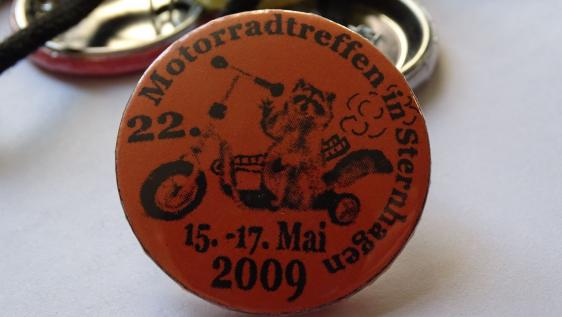 Motorradtreffen in Sternhagen
22.
15.-17. Mai
2009